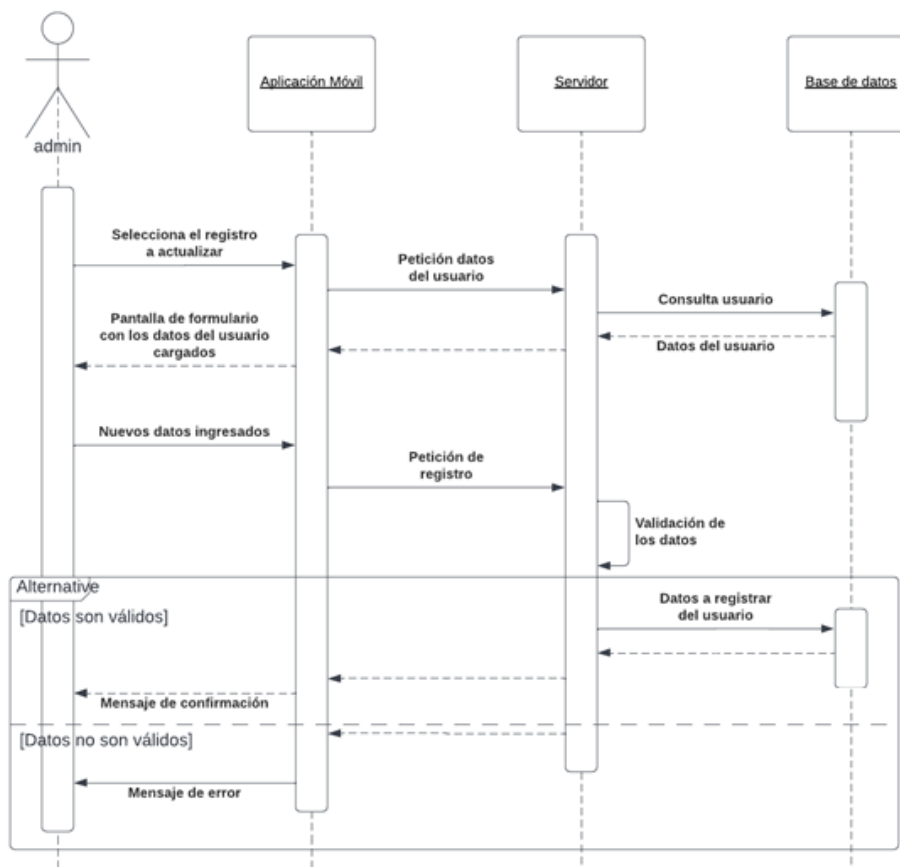 admin
Aplicación Móvil
Servidor
Base de datos
Selecciona el registro
a actualizar
Petición datos
del usuario
Consulta usuario
Datos del usuario
Pantalla de formulario
con los datos del usuario
cargados
Nuevos datos ingresados
Petición de
registro
Validación de
los datos
Alternative
[Datos son válidos]
Datos a registrar
del usuario
Mensaje de confirmación
[Datos no son válidos]
Mensaje de error